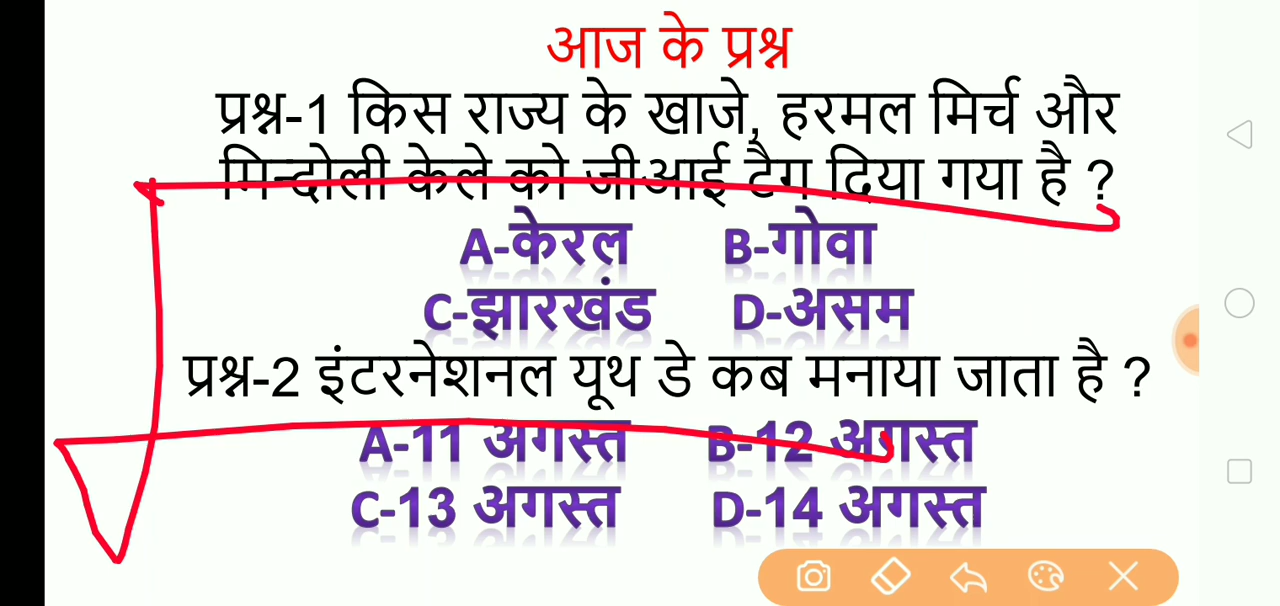 आज के प्रश्न
प्रश्न-1 किस राज्य के खाजे, हरमल मिर्च और
मिन्दोली केले को जीआई टैग दिया गया है ?
A-केरल B-गोवा
C-झारखंड D-असम
प्रश्न-2 इंटरनेशनल यूथ डे कब मनाया जाता है ?
A-11 अगस्त B-12 अगस्त
C-13 अगस्त D-14 अगस्त